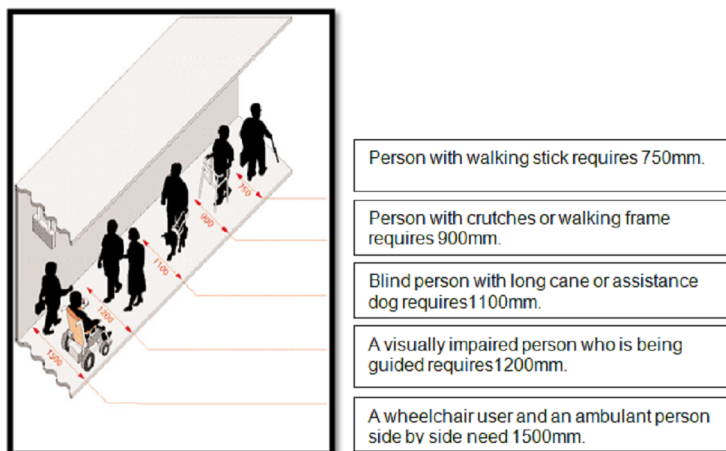 750
900
1100
1200
1500
Person with walking stick requires 750mm.
Person with crutches or walking frame
requires 900mm.
Blind person with long cane or assistance
dog requires1100mm.
A visually impaired person who is being
guided requires1200mm.
A wheelchair user and an ambulant person
side by side need 1500mm.